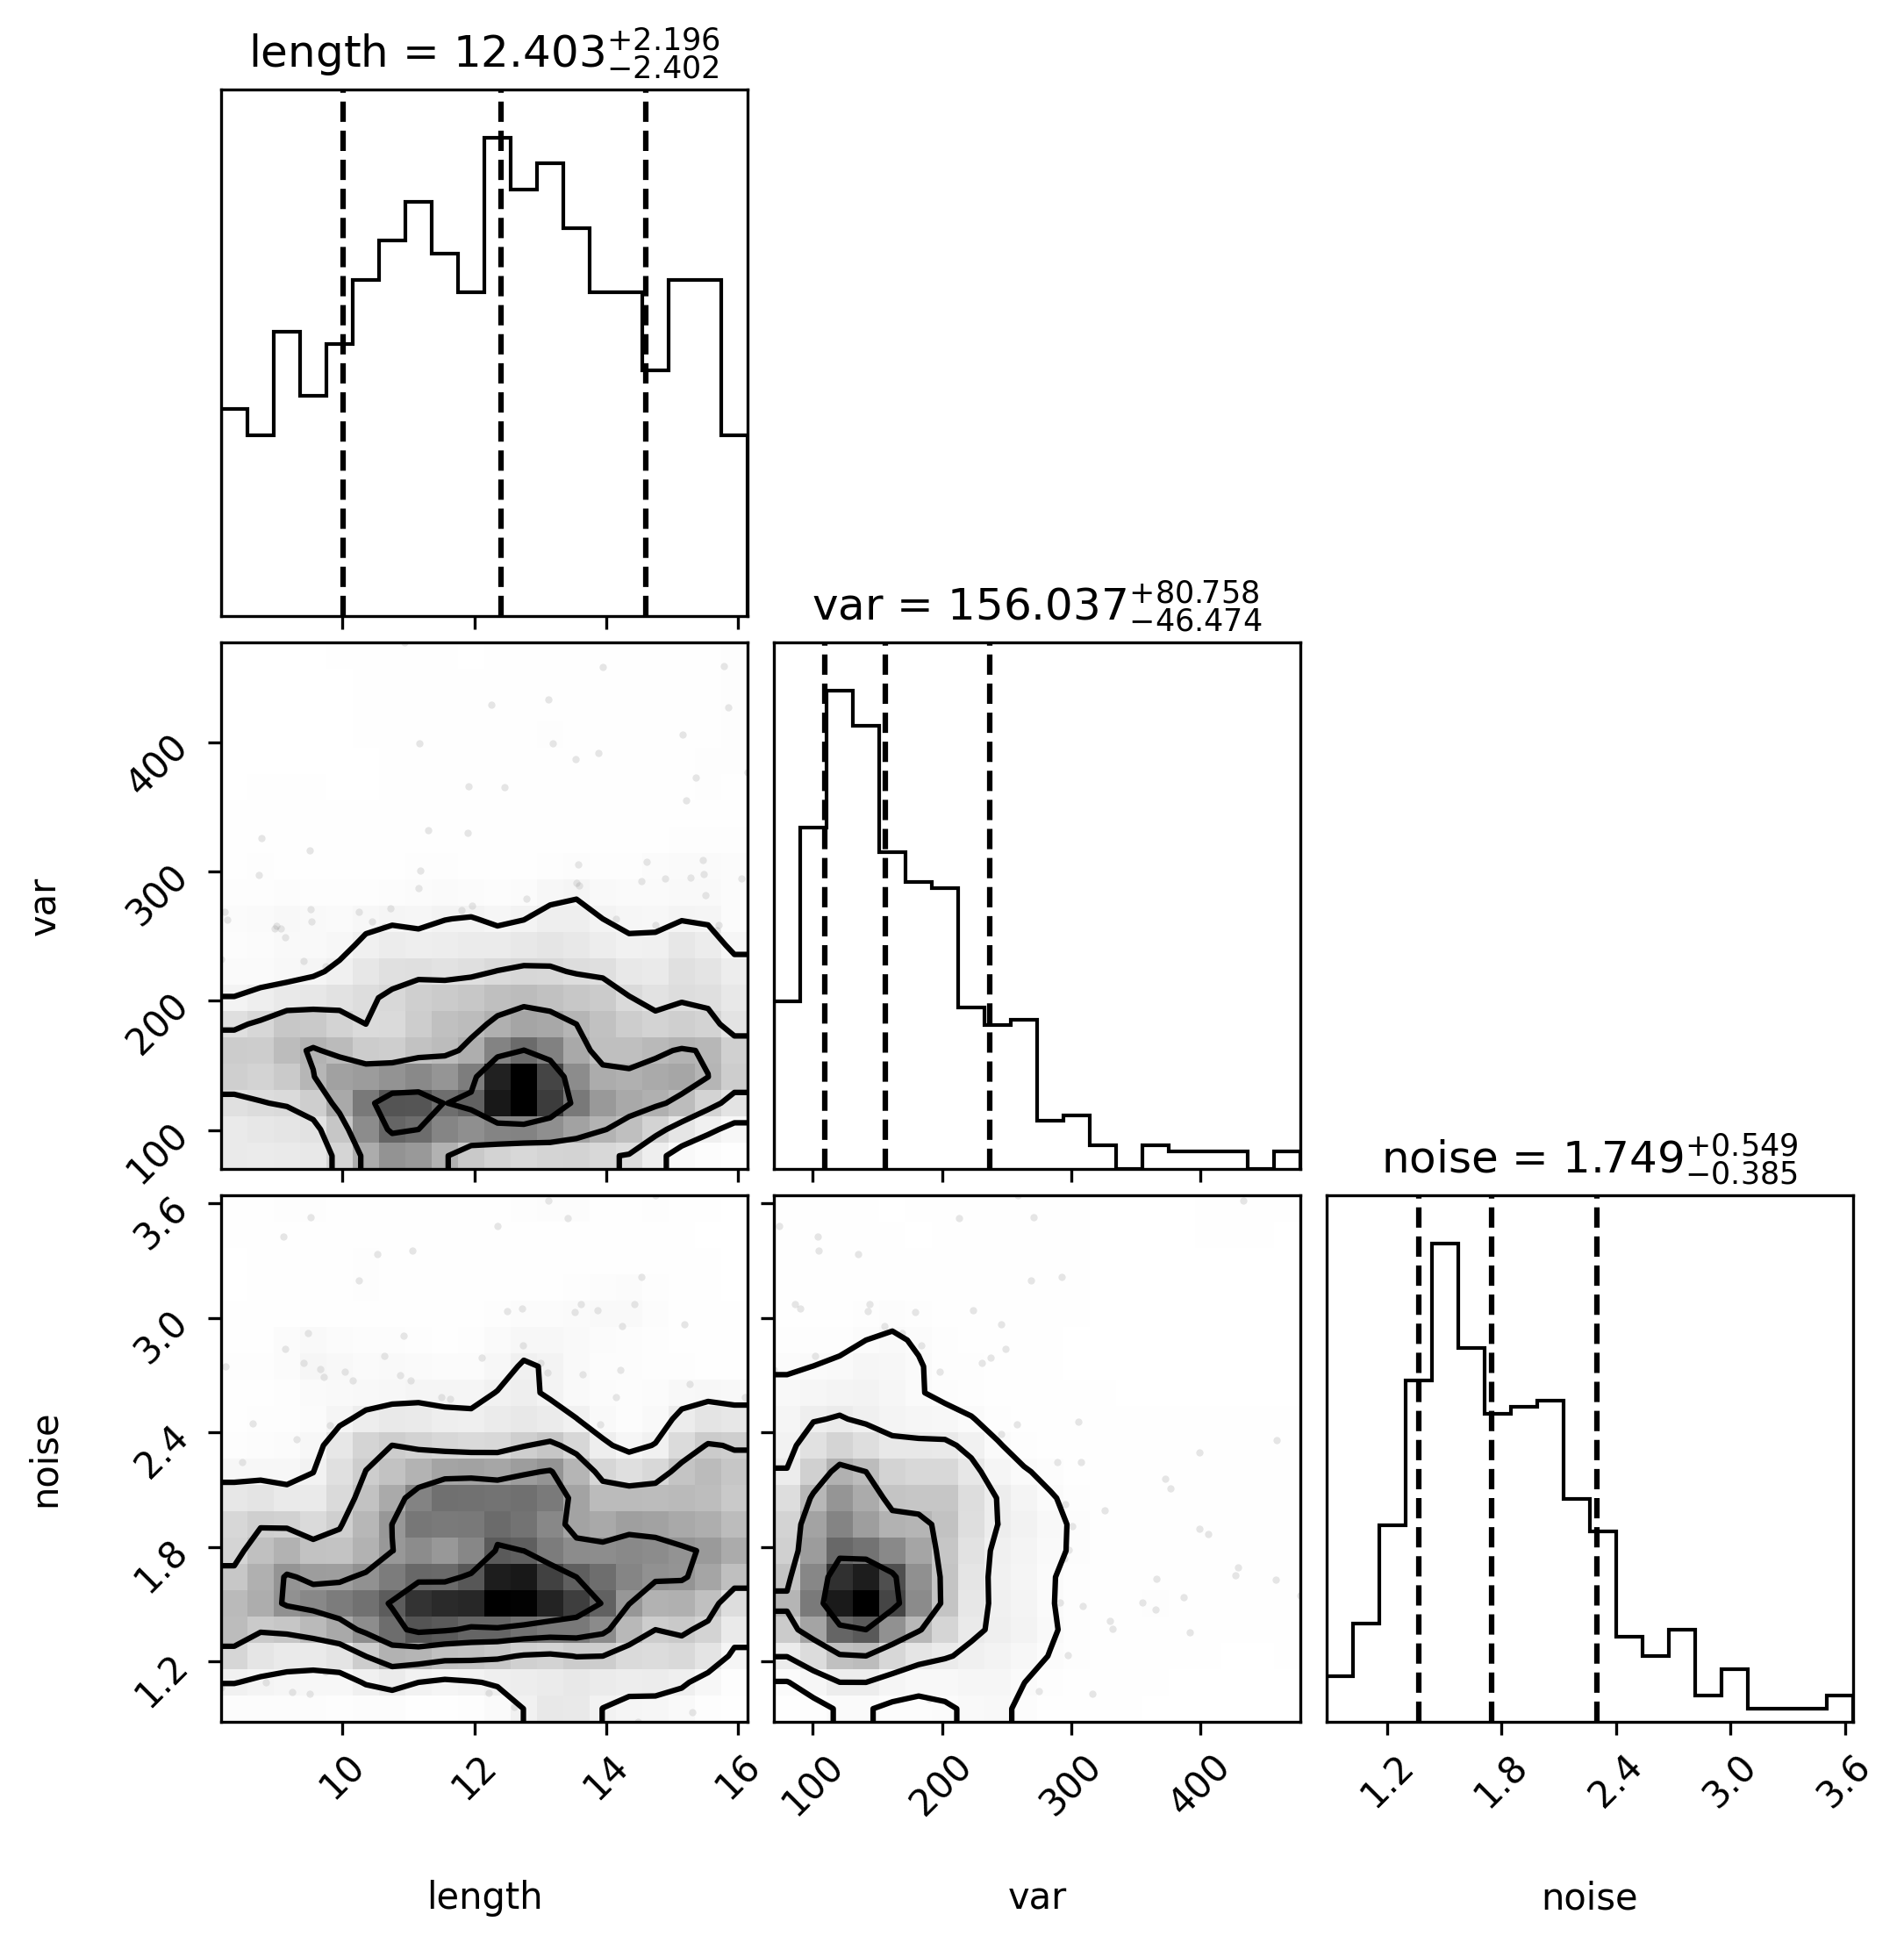 length = 12.403+2.196−2.402
var = 156.037+80.758−46.474
400
300
200
100
var
noise = 1.749+0.549−0.385
3.6
3.0
2.4
1.8
1.2
noise
10 12 14 16 100 200 300 400 1.2 1.8 2.4 3.0 3.6
length var noise